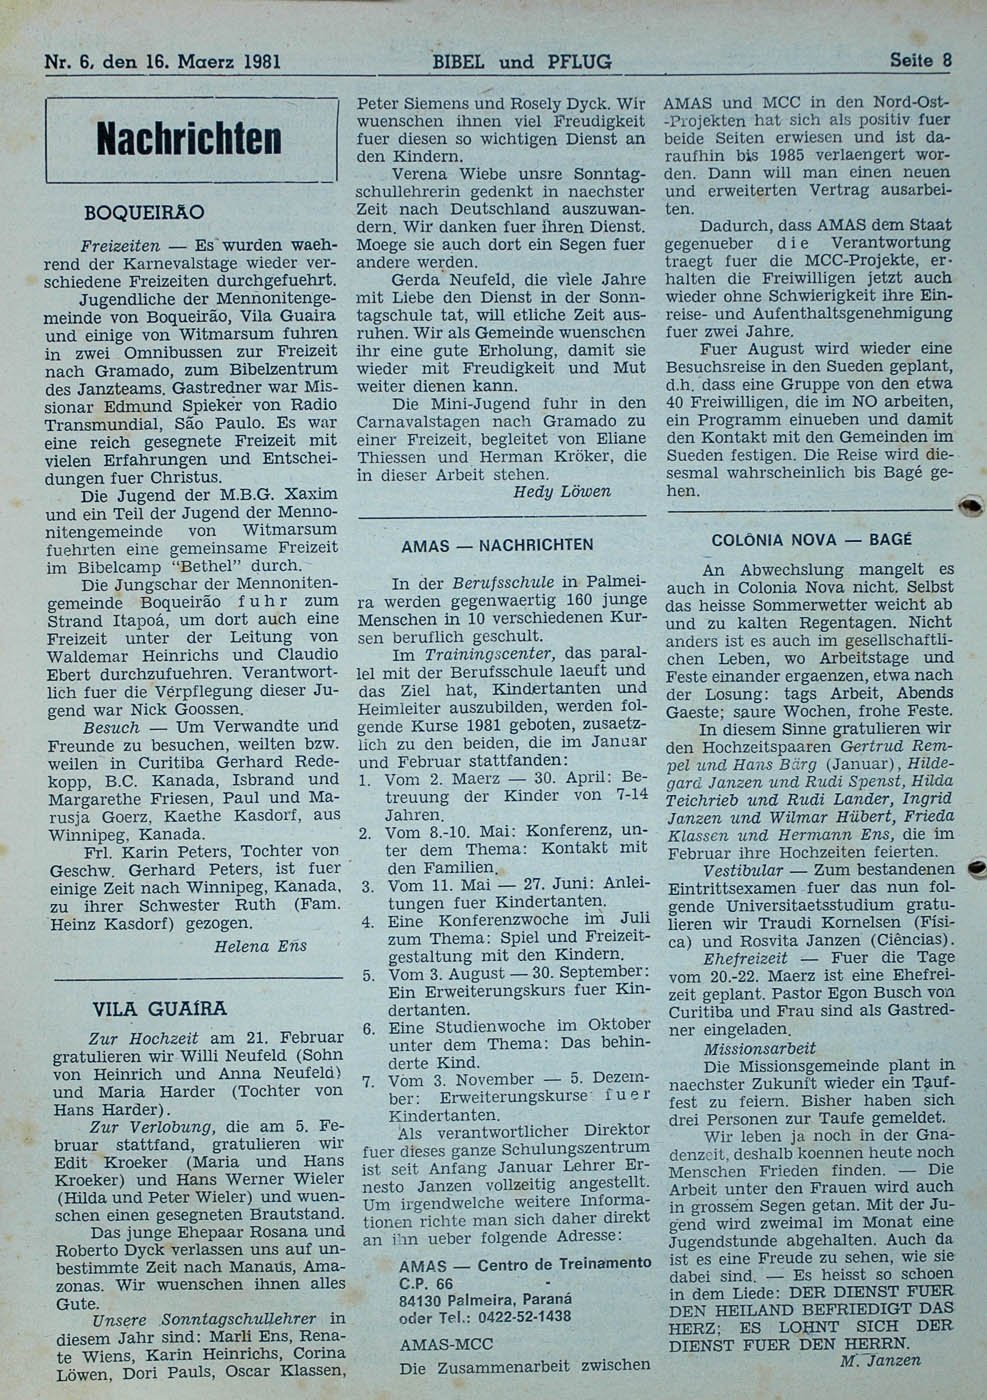 Nr. 6, den 16. Maerz 1981
BIBEL und PFLUG
Seite 8
Nachrichten
BOQUEIRÃO
Freizeiten — Es wurden waeh-
rend der Karnevalstage wieder ver-
schiedene Freizeiten durchgefuehrt.
Jugendliche der Mennonitenge-
meinde von Boqueirão, Vila Guaira
und einige von Witmarsum fuhren
in zwei Omnibussen zur Freizeit
nach Gramado, zum Bibelzentrum
des Janzteams. Gastredner war Mis-
sionar Edmund Spieker von Radio
Transmundial, São Paulo. Es war
eine reich gesegnete Freizeit mit
vielen Erfahrungen und Entschei-
dungen fuer Christus.
Die Jugend der M.B.G. Xaxim
und ein Teil der Jugend der Menno-
nitengemeinde von Witmarsum
fuehrten eine gemeinsame Freizeit
im Bibelcamp "Bethel" durch.
Die Jungschar der Mennoniten-
gemeinde Boqueirão fuhr zum
Strand Itapoá, um dort auch eine
Freizeit unter der Leitung von
Waldemar Heinrichs und Claudio
Ebert durchzufuehren. Verantwort-
lich fuer die Verpflegung dieser Ju-
gend war Nick Goossen.
Besuch — Um Verwandte und
Freunde zu besuchen, weilten bzw.
weilen in Curitiba Gerhard Rede-
kopp, B.C. Kanada, Isbrand und
Margarethe Friesen, Paul und Ma-
rusja Goerz, Kaethe Kasdorf, aus
Winnipeg, Kanada.
Frl. Karin Peters, Tochter von
Geschw. Gerhard Peters, ist fuer
einige Zeit nach Winnipeg, Kanada,
zu ihrer Schwester Ruth (Fam.
Heinz Kasdorf) gezogen.
Helena Ens
VILA GUAÍRA
Zur Hochzeit am 21. Februar
gratulieren wir Willi Neufeld (Sohn
von Heinrich und Anna Neufeld)
und Maria Harder (Tochter von
Hans Harder).
Zur Verlobung, die am 5. Fe-
bruar stattfand, gratulieren wir
Edit Kroeker (Maria und Hans
Kroeker) und Hans Werner Wieler
(Hilda und Peter Wieler) und wuen-
schen einen gesegneten Brautstand.
Das junge Ehepaar Rosana und
Roberto Dyck verlassen uns auf un-
bestimmte Zeit nach Manaus, Ama-
zonas. Wir wuenschen ihnen alles
Gute.
Unsere Sonntagschullehrer in
diesem Jahr sind: Marli Ens, Rena-
te Wiens, Karin Heinrichs, Corina
Löwen, Dori Pauls, Oscar Klassen,
Peter Siemens und Rosely Dyck. Wir
wuenschen ihnen viel Freudigkeit
fuer diesen so wichtigen Dienst an
den Kindern.
Verena Wiebe unsre Sonntag-
schullehrerin gedenkt in naechster
Zeit nach Deutschland auszuwan-
dern. Wir danken fuer ihren Dienst.
Moege sie auch dort ein Segen fuer
andere werden.
Gerda Neufeld, die viele Jahre
mit Liebe den Dienst in der Sonn-
tagschule tat, will etliche Zeit aus-
ruhen. Wir als Gemeinde wuenschen
ihr eine gute Erholung, damit sie
wieder mit Freudigkeit und Mut
weiter dienen kann.
Die Mini-Jugend fuhr in den
Carnavalstagen nach Gramado zu
einer Freizeit, begleitet von Eliane
Thiessen und Herman Kröker, die
in dieser Arbeit stehen.
Hedy Löwen
AMAS — NACHRICHTEN
In der Berufsschule in Palmei-
ra werden gegenwaertig 160 junge
Menschen in 10 verschiedenen Kur-
sen beruflich geschult.
Im Trainingscenter, das paral-
lel mit der Berufsschule laeuft und
das Ziel hat, Kindertanten und
Heimleiter auszubilden, werden fol-
gende Kurse 1981 geboten, zusaetz-
lich zu den beiden, die im Januar
und Februar stattfanden:
1. Vom 2. Maerz — 30. April: Be-
treuung der Kinder von 7-14
Jahren.
2. Vom 8.-10. Mai: Konferenz, un-
ter dem Thema: Kontakt mit
den Familien.
3. Vom 11. Mai — 27. Juni: Anlei-
tungen fuer Kindertanten.
4. Eine Konferenzwoche im Juli
zum Thema: Spiel und Freizeit-
gestaltung mit den Kindern.
5. Vom 3. August — 30. September:
Ein Erweiterungskurs fuer Kin-
dertanten.
6. Eine Studienwoche im Oktober
unter dem Thema: Das behin-
derte Kind.
7. Vom 3. November — 5. Dezem-
ber: Erweiterungskurse fuer
Kindertanten.
Als verantwortlicher Direktor
fuer dieses ganze Schulungszentrum
ist seit Anfang Januar Lehrer Er-
nesto Janzen vollzeitig angestellt.
Um irgendwelche weitere Informa-
tionen richte man sich daher direkt
an ihn ueber folgende Adresse:
AMAS — Centro de Treinamento
C.P. 66 -
84130 Palmeira, Paraná
oder Tel.: 0422-52-1438
AMAS-MCC
Die Zusammenarbeit zwischen
AMAS und MCC in den Nord-Ost-
-Projekten hat sich als positiv fuer
beide Seiten erwiesen und ist da-
raufhin bis 1985 verlaengert wor-
den. Dann will man einen neuen
und erweiterten Vertrag ausarbei-
ten.
Dadurch, dass AMAS dem Staat
gegenueber die Verantwortung
traegt fuer die MCC-Projekte, er-
halten die Freiwilligen jetzt auch
wieder ohne Schwierigkeit ihre Ein-
reise- und Aufenthaltsgenehmigung
fuer zwei Jahre.
Fuer August wird wieder eine
Besuchsreise in den Sueden geplant,
d.h. dass eine Gruppe von den etwa
40 Freiwilligen, die im NO arbeiten,
ein Programm einueben und damit
den Kontakt mit den Gemeinden im
Sueden festigen. Die Reise wird die-
sesmal wahrscheinlich bis Bagé ge-
hen.
COLÔNIA NOVA — BAGÉ
An Abwechslung mangelt es
auch in Colonia Nova nicht. Selbst
das heisse Sommerwetter weicht ab
und zu kalten Regentagen. Nicht
anders ist es auch im gesellschaftli-
chen Leben, wo Arbeitstage und
Feste einander ergaenzen, etwa nach
der Losung: tags Arbeit, Abends
Gaeste; saure Wochen, frohe Feste.
In diesem Sinne gratulieren wir
den Hochzeitspaaren Gertrud Rem-
pel und Hans Bärg (Januar), Hilde-
gard Janzen und Rudi Spenst, Hilda
Teichrieb und Rudi Lander, Ingrid
Janzen und Wilmar Hübert, Frieda
Klassen und Hermann Ens, die im
Februar ihre Hochzeiten feierten.
Vestibular — Zum bestandenen
Eintrittsexamen fuer das nun fol-
gende Universitaetsstudium gratu-
lieren wir Traudi Kornelsen (Físi-
ca) und Rosvita Janzen (Ciências).
Ehefreizeit — Fuer die Tage
vom 20.-22. Maerz ist eine Ehefrei-
zeit geplant. Pastor Egon Busch von
Curitiba und Frau sind als Gastred-
ner eingeladen.
Missionsarbeit
Die Missionsgemeinde plant in
naechster Zukunft wieder ein Tauf-
fest zu feiern. Bisher haben sich
drei Personen zur Taufe gemeldet.
Wir leben ja noch in der Gna-
denzeit, deshalb koennen heute noch
Menschen Frieden finden. — Die
Arbeit unter den Frauen wird auch
in grossem Segen getan. Mit der Ju-
gend wird zweimal im Monat eine
Jugendstunde abgehalten. Auch da
ist es eine Freude zu sehen, wie sie
dabei sind. — Es heisst so schoen
in dem Liede: DER DIENST FUER
DEN HEILAND BEFRIEDIGT DAS
HERZ; ES LOHNT SICH DER
DIENST FUER DEN HERRN.
M. Janzen